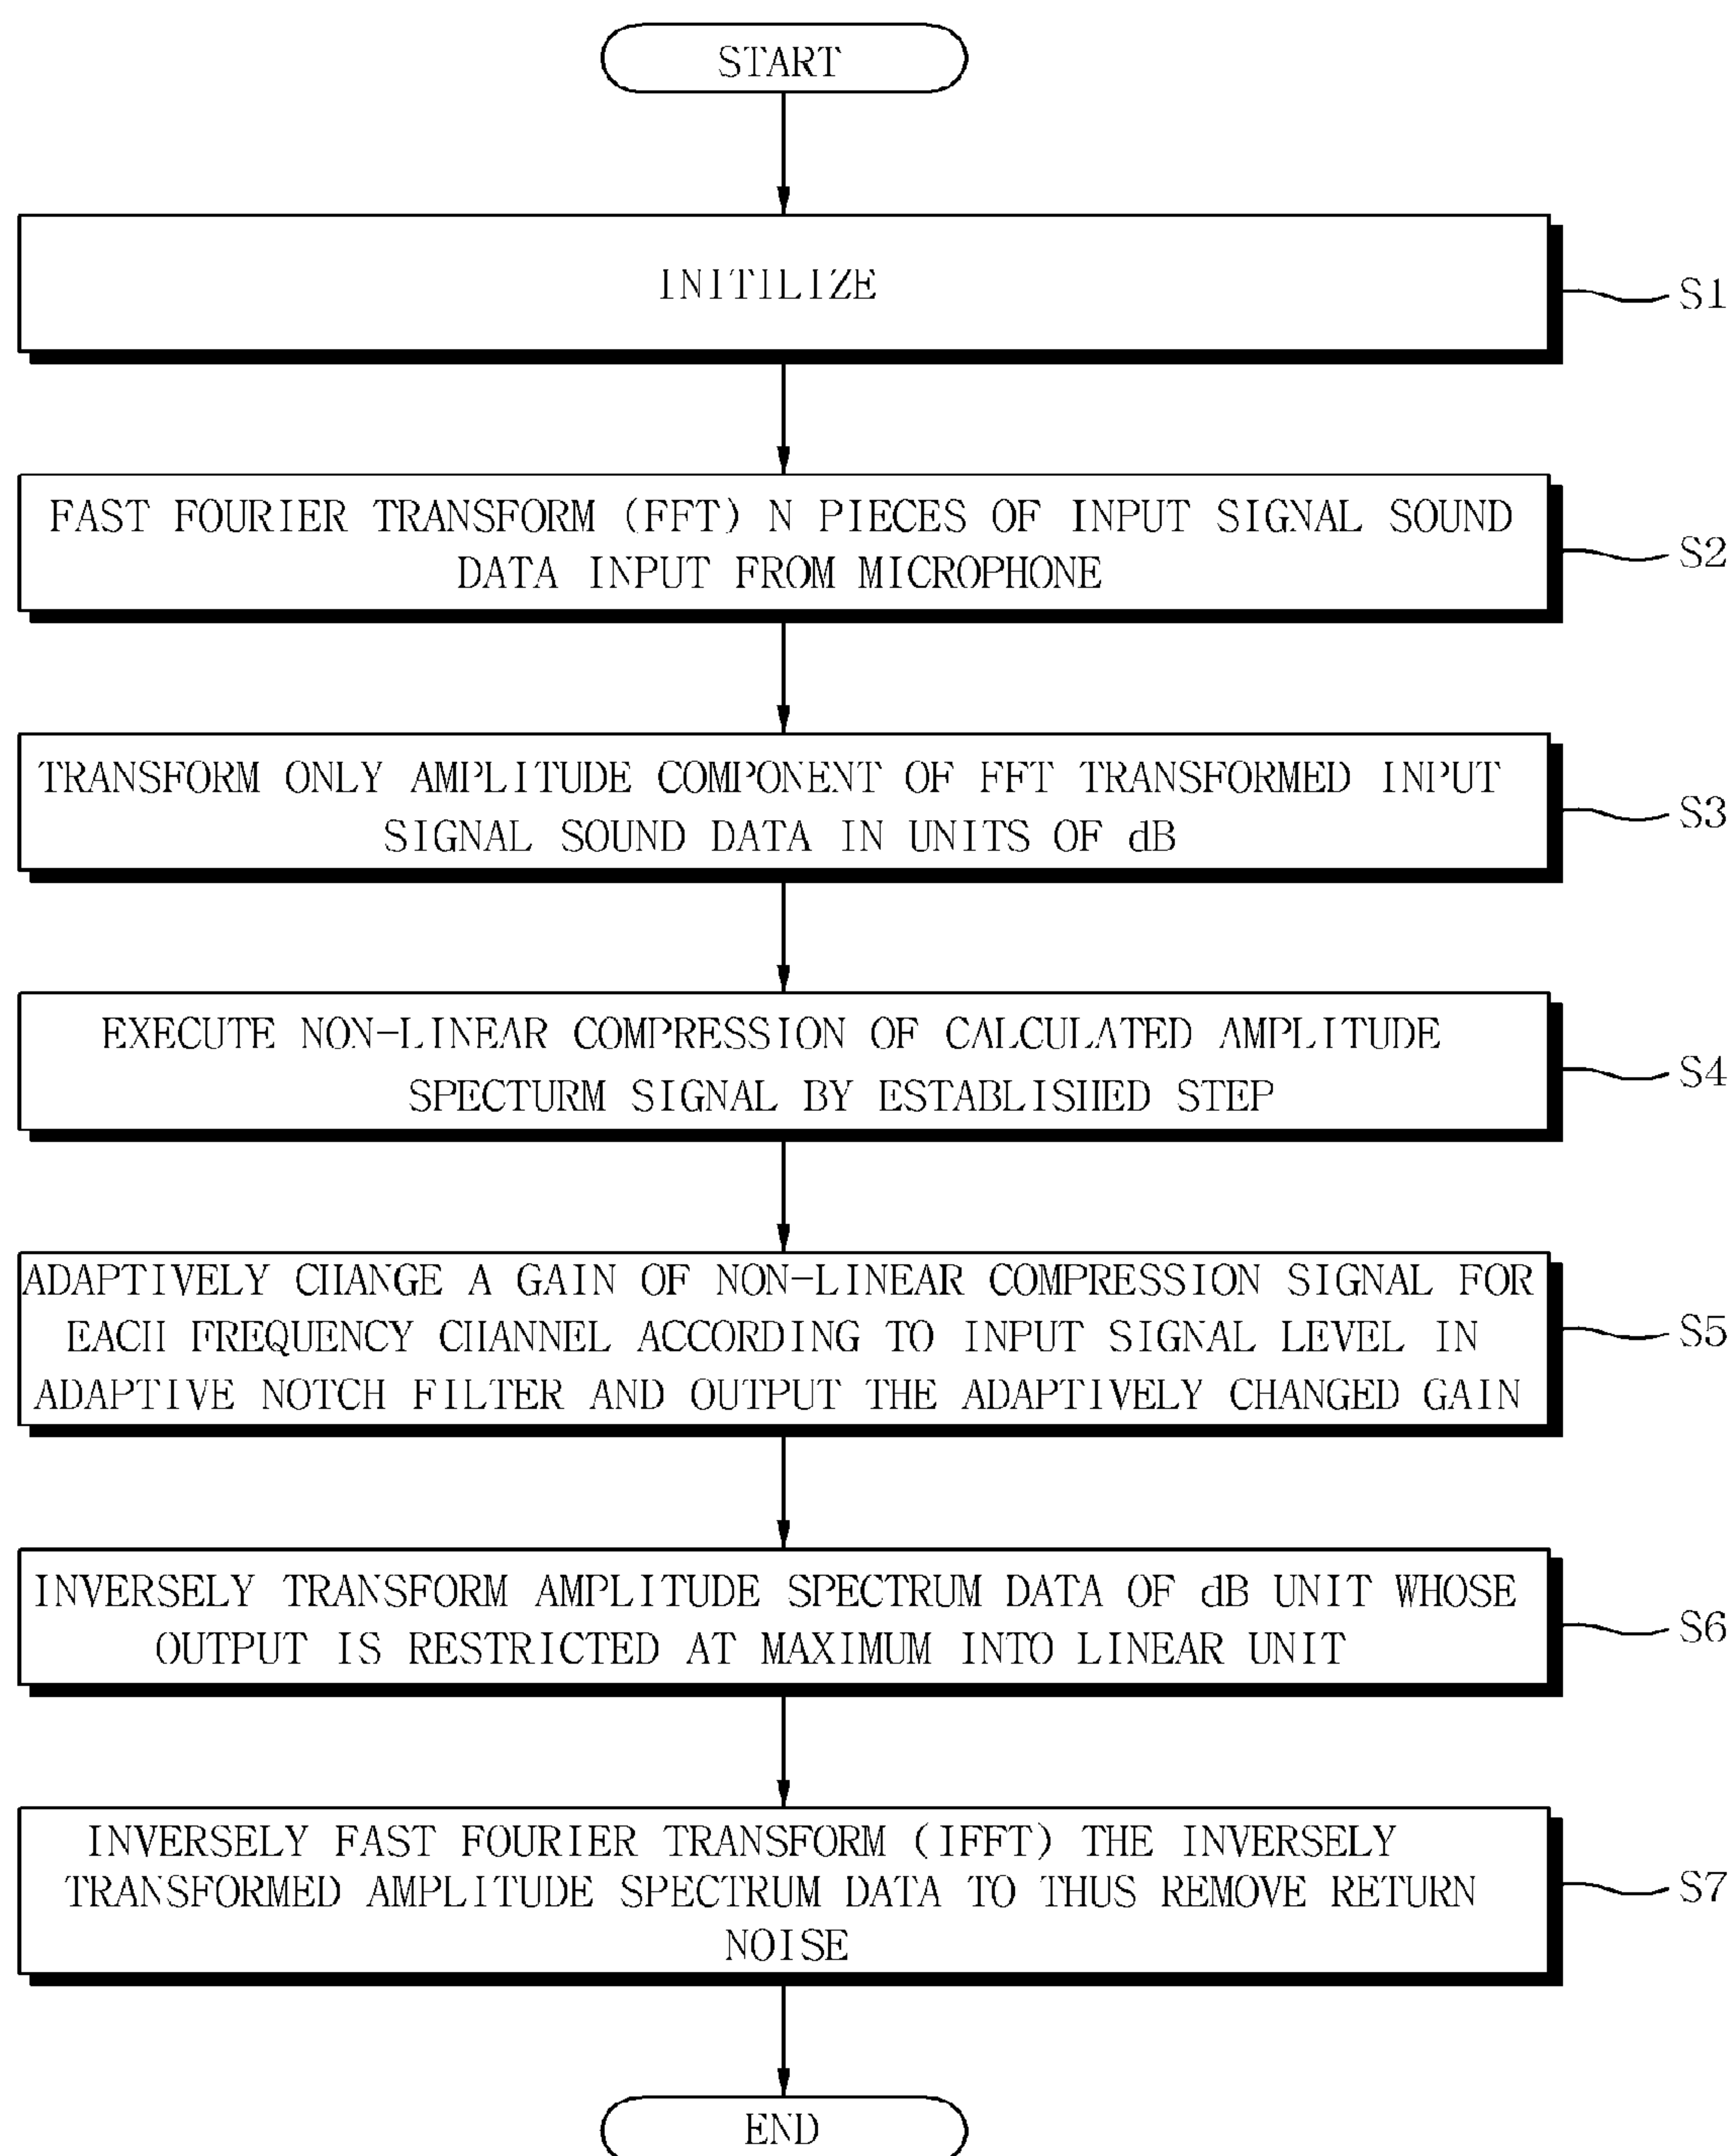 START
INITILIZE
S1
FAST FOURIER TRANSFORM (FFT) N PIECES OF INPUT SIGNAL SOUND
DATA INPUT FROM MICROPHONE
S2
TRANSFORM ONLY AMPLITUDE COMPONENT OF FFT TRANSFORMED INPUT
SIGNAL SOUND DATA IN UNITS OF dB
S3
EXECUTE NON-LINEAR COMPRESSION OF CALCULATED AMPLITUDE
SPECTURM SIGNAL BY ESTABLISHED STEP
S4
ADAPTIVELY CHANGE A GAIN OF NON-LINEAR COMPRESSION SIGNAL FOR
EACH FREQUENCY CHANNEL ACCORDING TO INPUT SIGNAL LEVEL IN
ADAPTIVE NOTCH FILTER AND OUTPUT THE ADAPTIVELY CHANGED GAIN
S5
INVERSELY TRANSFORM AMPLITUDE SPECTRUM DATA OF dB UNIT WHOSE
OUTPUT IS RESTRICTED AT MAXIMUM INTO LINEAR UNIT
S6
INVERSELY FAST FOURIER TRANSFORM (IFFT) THE INVERSELY
TRANSFORMED AMPLITUDE SPECTRUM DATA TO THUS REMOVE RETURN
NOISE
S7
END